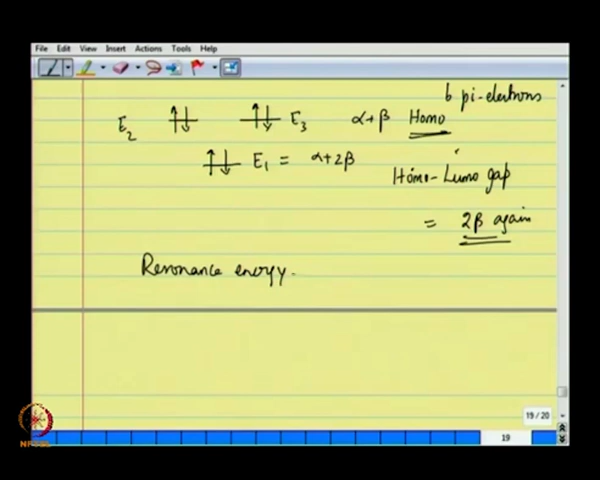 File Edit View Insert Actions Tools Help
6 pi-electrons
E2 E3 α+β Homo
E1 = α+2β
Homo-Lumo gap
= 2β again
Resonance energy.
19/20
19
NPTEL